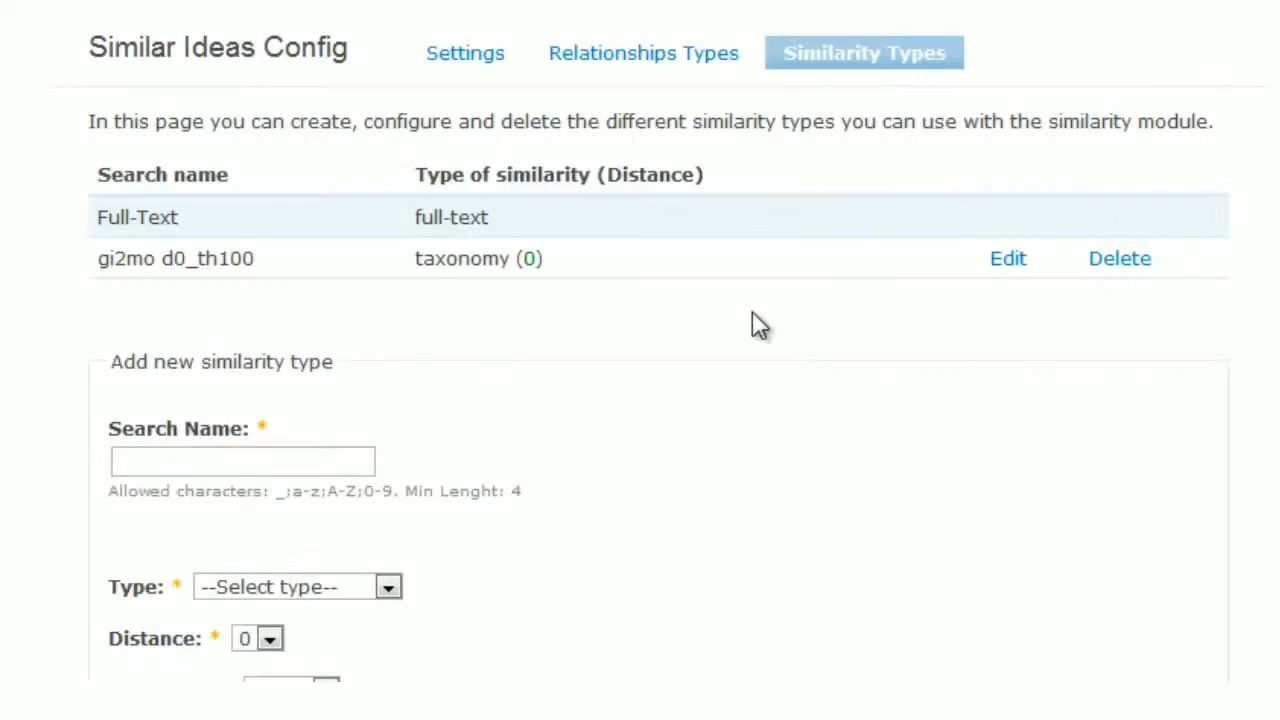 Similar Ideas Config Settings Relationships Types Similarity Types
In this page you can create, configure and delete the different similarity types you can use with the similarity module.
Search name Type of similarity (Distance)
Full-Text full-text
gi2mo d0_th100 taxonomy (0) Edit Delete
Add new similarity type
Search Name: *
Allowed characters: _;a-z;A-Z;0-9. Min Lenght: 4
Type: * --Select type--
Distance: * 0